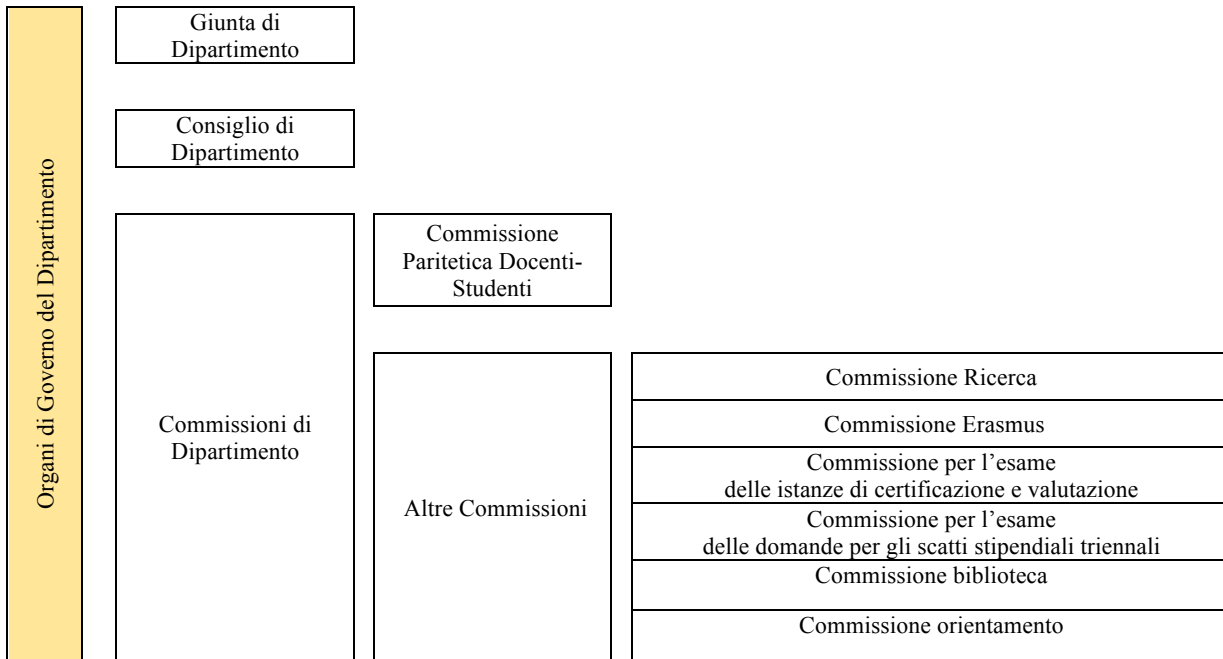 Organi di Governo del Dipartimento
Giunta di
Dipartimento
Consiglio di
Dipartimento
Commissioni di
Dipartimento
Commissione
Paritetica Docenti-
Studenti
Altre Commissioni
Commissione Ricerca
Commissione Erasmus
Commissione per l’esame
delle istanze di certificazione e valutazione
Commissione per l’esame
delle domande per gli scatti stipendiali triennali
Commissione biblioteca
Commissione orientamento